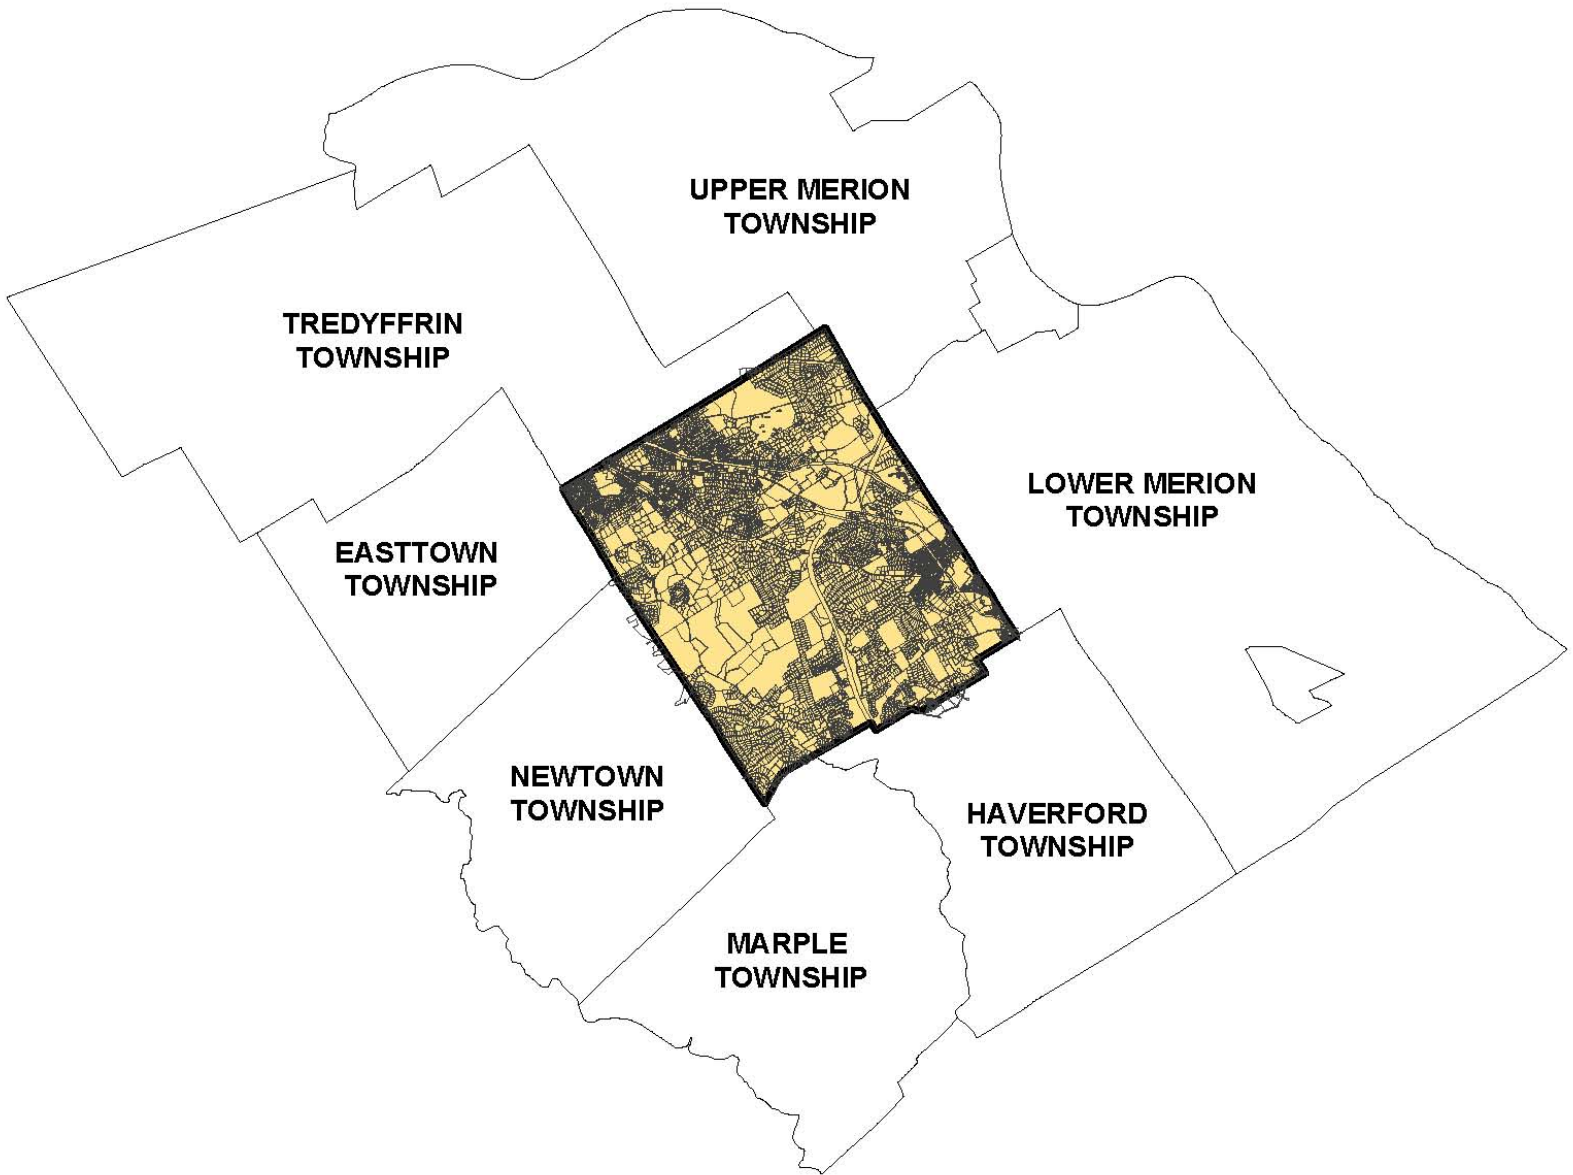 UPPER MERION
TOWNSHIP
TREDYFFRIN
TOWNSHIP
LOWER MERION
TOWNSHIP
EASTTOWN
TOWNSHIP
NEWTOWN
TOWNSHIP
HAVERFORD
TOWNSHIP
MARPLE
TOWNSHIP